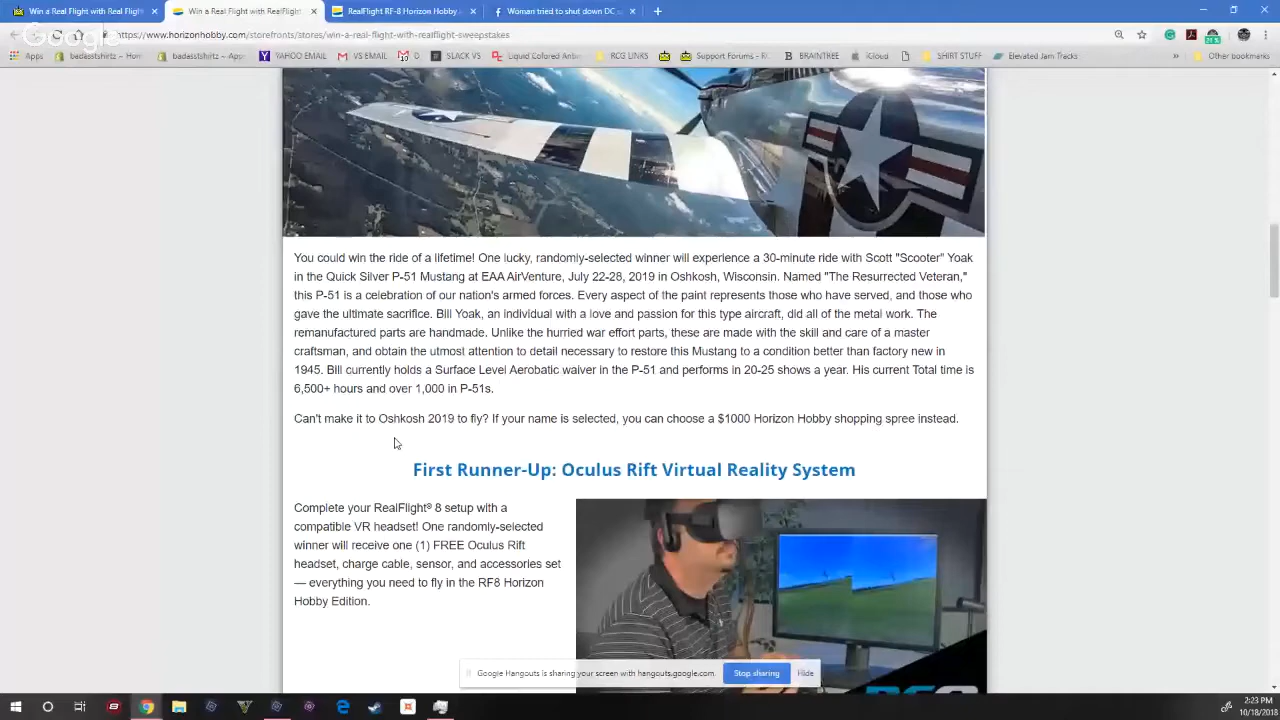 Win a Real Flight with Real Flight
Win a Real Flight with RealFlight
RealFlight RF-8 Horizon Hobby
Woman tried to shut down DC
Google
https://www.horizonhobby.com/storefronts/stores/win-a-real-flight-with-realflight-sweepstakes
Apps
badasstshirtz - Hom
badasstshirtz - Region
YAHOO EMAIL
VS EMAIL
SLACK VS
Liquid Colored Anim
RCG LINKS
Support Forums - RC
BRAINTREE
iCloud
SHIRT STUFF
Elevated Jam Tracks
»
Other bookmarks
You could win the ride of a lifetime! One lucky, randomly-selected winner will experience a 30-minute ride with Scott "Scooter" Yoak
in the Quick Silver P-51 Mustang at EAA AirVenture, July 22-28, 2019 in Oshkosh, Wisconsin. Named "The Resurrected Veteran,"
this P-51 is a celebration of our nation's armed forces. Every aspect of the paint represents those who have served, and those who
gave the ultimate sacrifice. Bill Yoak, an individual with a love and passion for this type aircraft, did all of the metal work. The
remanufactured parts are handmade. Unlike the hurried war effort parts, these are made with the skill and care of a master
craftsman, and obtain the utmost attention to detail necessary to restore this Mustang to a condition better than factory new in
1945. Bill currently holds a Surface Level Aerobatic waiver in the P-51 and performs in 20-25 shows a year. His current Total time is
6,500+ hours and over 1,000 in P-51s.
Can't make it to Oshkosh 2019 to fly? If your name is selected, you can choose a $1000 Horizon Hobby shopping spree instead.
First Runner-Up: Oculus Rift Virtual Reality System
Complete your RealFlight® 8 setup with a
compatible VR headset! One randomly-selected
winner will receive one (1) FREE Oculus Rift
headset, charge cable, sensor, and accessories set
— everything you need to fly in the RF8 Horizon
Hobby Edition.
Google Hangouts is sharing your screen with hangouts.google.com.
Stop sharing
Hide
2:23 PM
10/18/2018